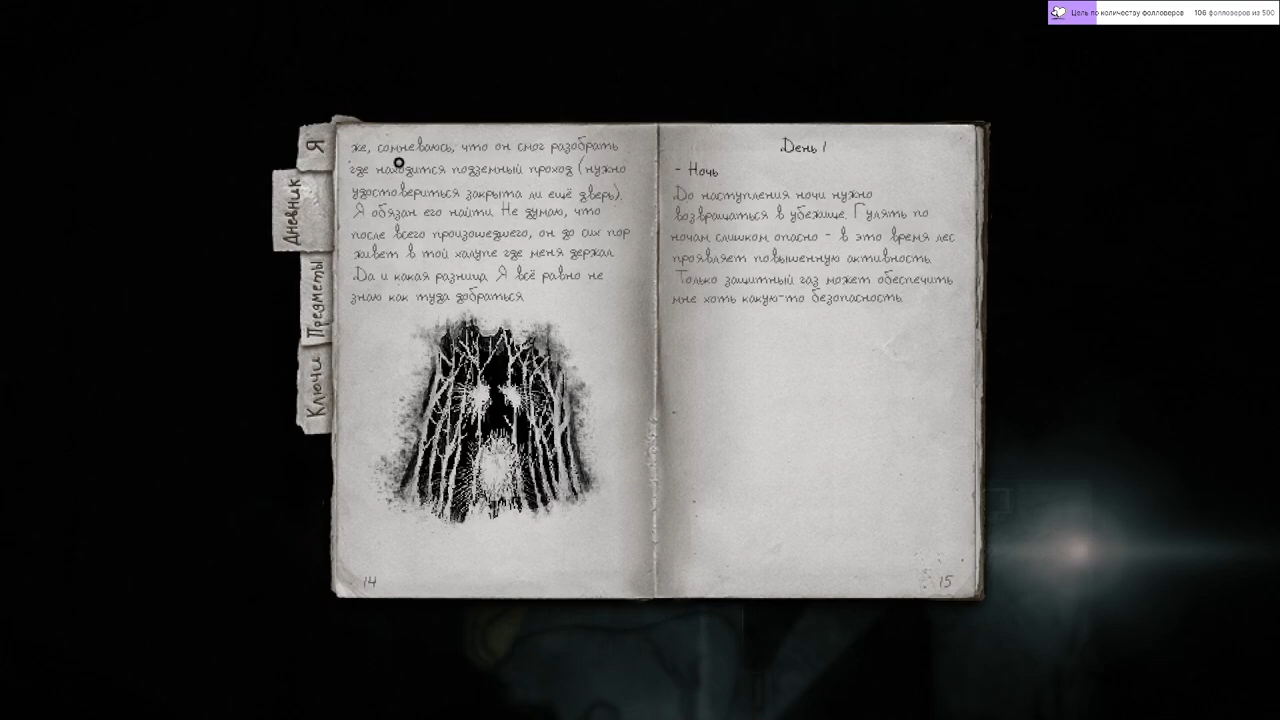 Цель по количеству фолловеров 106 фолловеров из 500
Я
Дневник
Предметы
Ключи
же, сомневаюсь, что он смог разобрать
где находится подземный проход (нужно
удостовериться закрыта ли ещё дверь).
Я обязан его найти. Не думаю, что
после всего произошедшего, он до сих пор
живет в той халупе где меня держал.
Да и какая разница. Я всё равно не
знаю как туда добраться
14
День 1
- Ночь
До наступления ночи нужно
возвращаться в убежище. Гулять по
ночам слишком опасно - в это время лес
проявляет повышенную активность.
Только защитный газ может обеспечить
мне хоть какую-то безопасность.
15